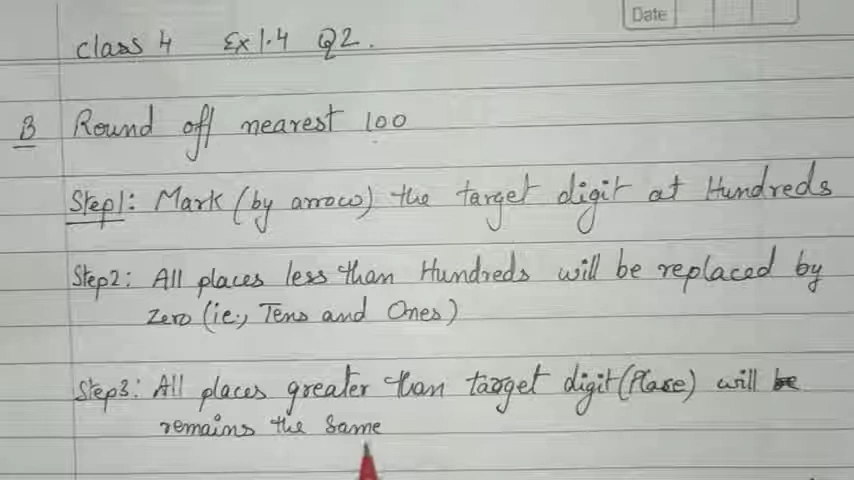 Date
Class 4 Ex 1.4 Q2.
B Round off nearest 100
Step1: Mark (by arrow) the target digit at Hundreds
Step2: All places less than Hundreds will be replaced by
Zero (ie., Tens and Ones)
Step3: All places greater than target digit (Place) will be
remains the same